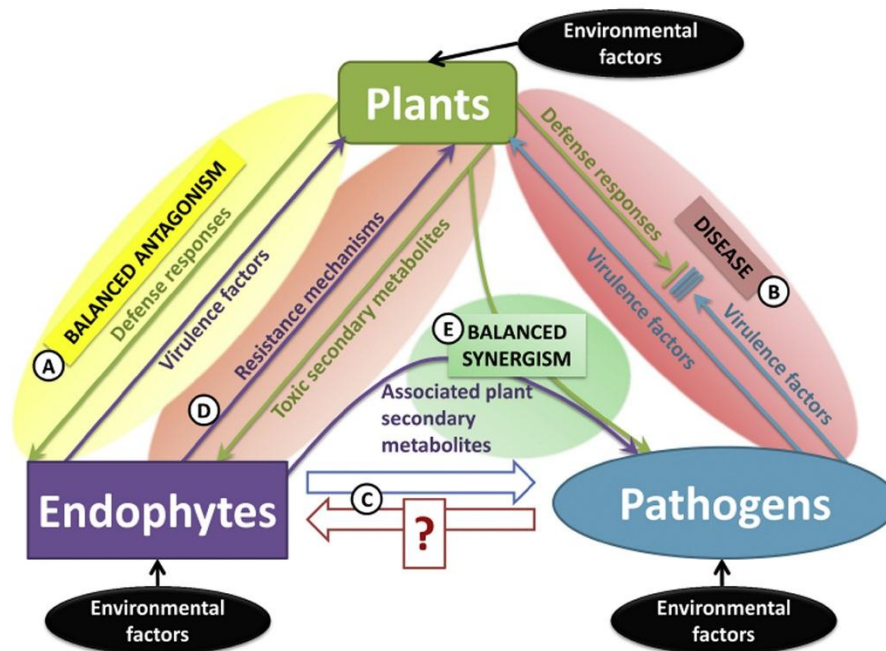 Environmental
factors
Plants
BALANCED ANTAGONISM
Defense responses
Virulence factors
A
Resistance mechanisms
Toxic secondary metabolites
D
Defense responses
DISEASE
B
Virulence factors
Virulence factors
E
BALANCED
SYNERGISM
Associated plant
secondary
metabolites
C
?
Endophytes
Pathogens
Environmental
factors
Environmental
factors